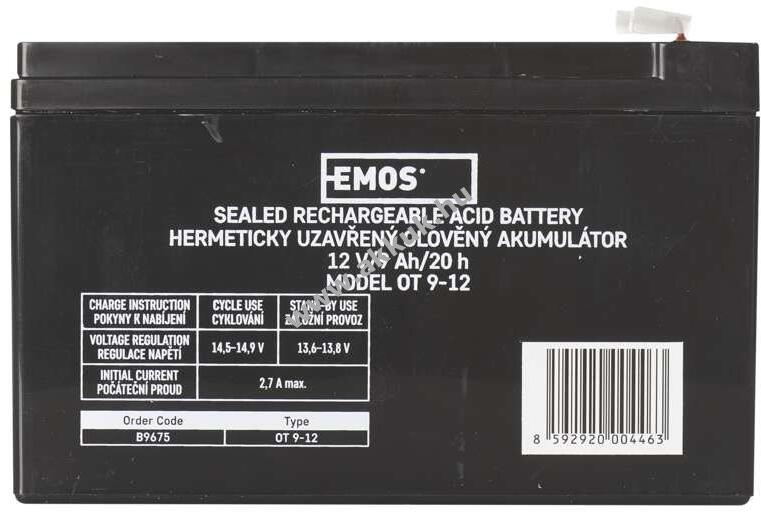 EMOS
SEALED RECHARGEABLE ACID BATTERY
HERMETICKY UZAVŘENÝ OLOVĚNÝ AKUMULÁTOR
12 V Ah/20 h
MODEL OT 9-12
CHARGE INSTRUCTION CYCLE USE STAND-BY USE
POKYNY K NABÍJENÍ CYKLOVÁNÍ ZÁLOŽNÍ PROVOZ
VOLTAGE REGULATION
REGULACE NAPĚTÍ
14,5-14,9 V 13,6-13,8 V
INITIAL CURRENT
POČÁTEČNÍ PROUD
2,7 A max.
Order Code Type
B9675 OT 9-12
8 592920 004463
www.akkuk.hu